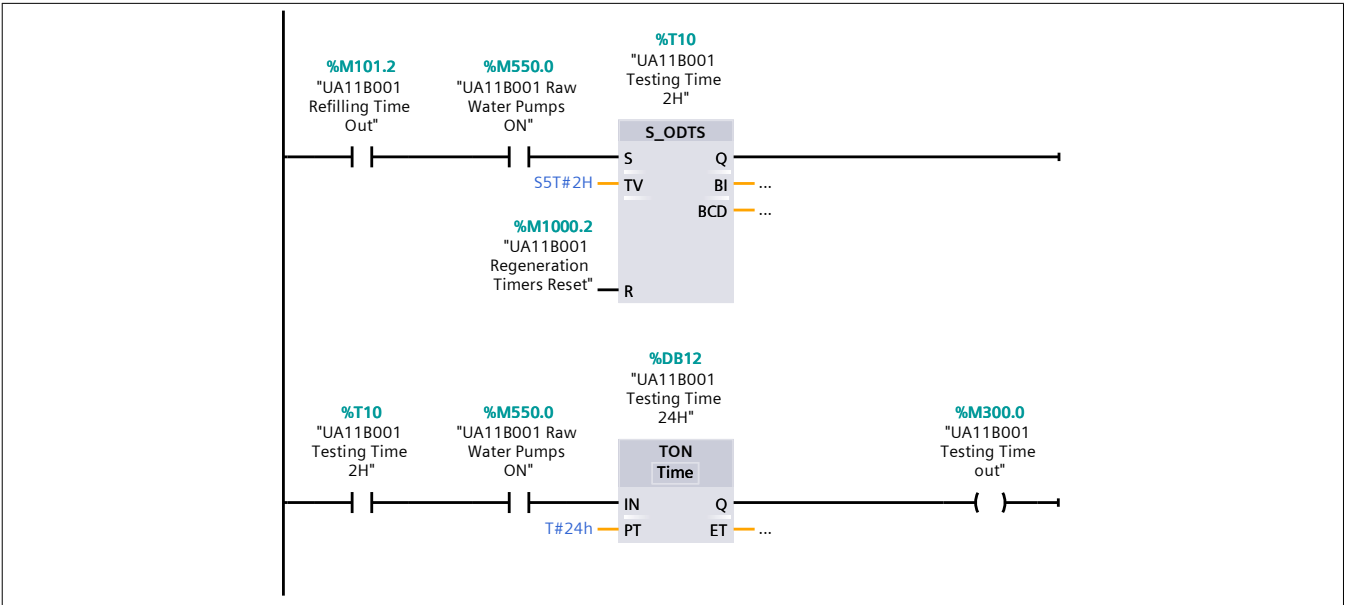 %T10
"UA11B001
Testing Time
2H"
%M101.2
"UA11B001
Refilling Time
Out"
%M550.0
"UA11B001 Raw
Water Pumps
ON"
S_ODTS
S
Q
S5T#2H
TV
BI
...
BCD
...
%M1000.2
"UA11B001
Regeneration
Timers Reset"
R
%DB12
"UA11B001
Testing Time
24H"
%T10
"UA11B001
Testing Time
2H"
%M550.0
"UA11B001 Raw
Water Pumps
ON"
TON
Time
%M300.0
"UA11B001
Testing Time
out"
IN
Q
T#24h
PT
ET
...